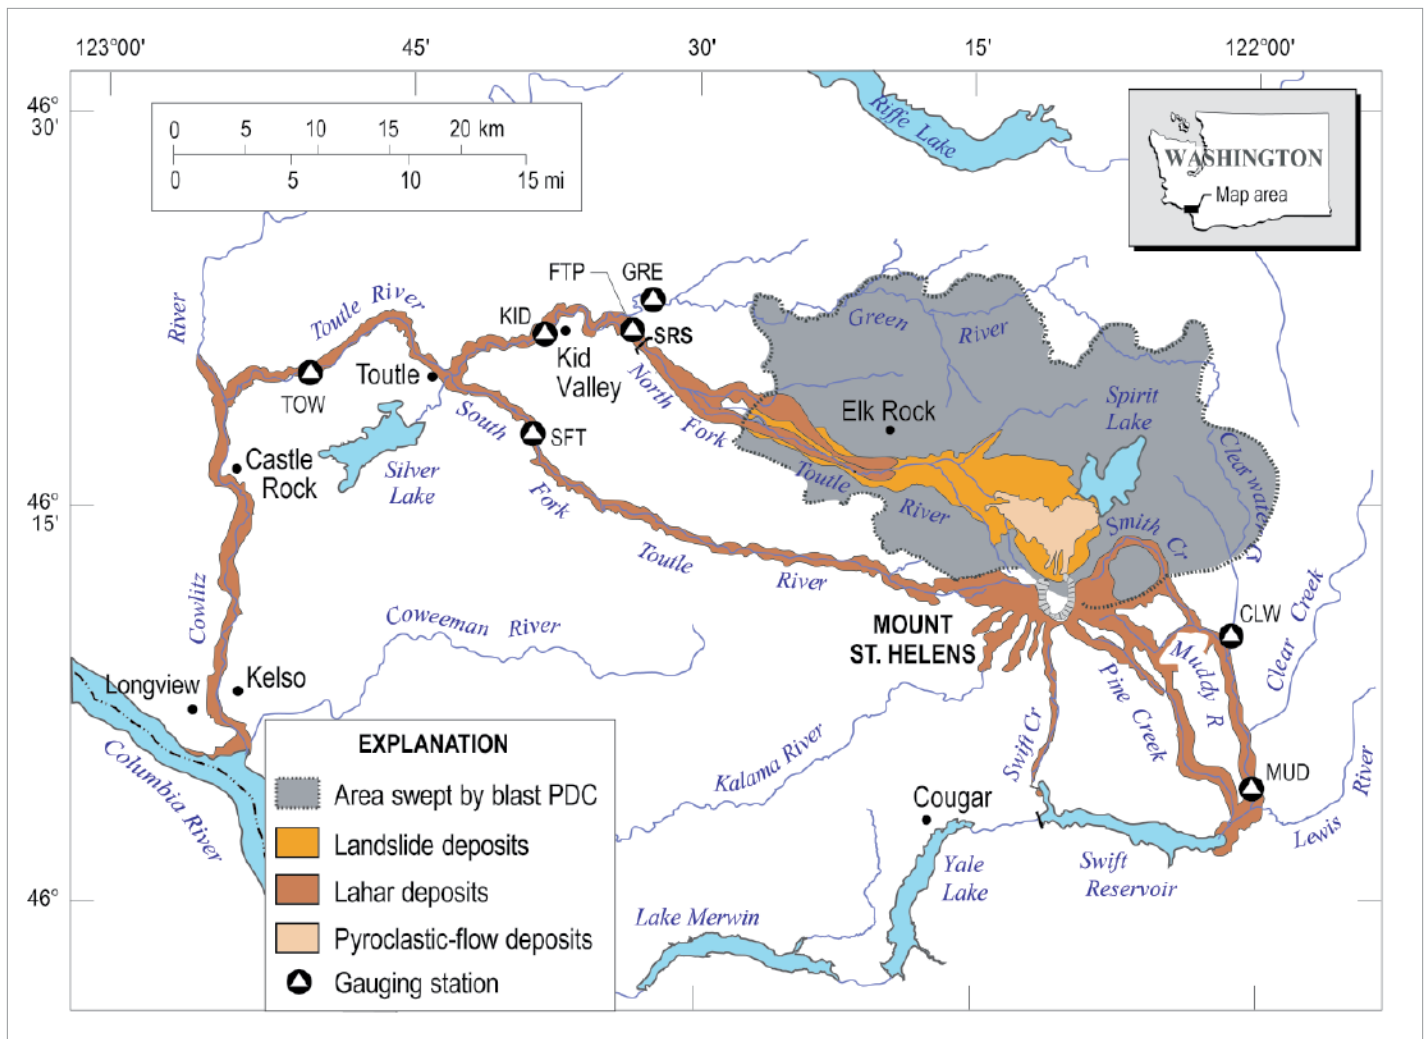 123°00'
45'
30'
15'
122°00'
46°
30'
0 5 10 15 20 km
0 5 10 15 mi
Riffe Lake
WASHINGTON
Map area
River
Toutle River
FTP
GRE
KID
SRS
Kid
Valley
Green
River
Toutle
TOW
North
Fork
Elk Rock
Spirit
Lake
South
SFT
Castle
Rock
Silver
Lake
Fork
Toutle
River
Clearwater Cr
46°
15'
Smith Cr
Toutle
River
Cowlitz
Coweeman River
MOUNT
ST. HELENS
CLW
Clear Creek
Muddy R
Pine Creek
Longview
Kelso
Swift Cr
Kalama River
Columbia River
MUD
River
Lewis
Cougar
Yale
Lake
Swift
Reservoir
46°
Lake Merwin
EXPLANATION
Area swept by blast PDC
Landslide deposits
Lahar deposits
Pyroclastic-flow deposits
Gauging station